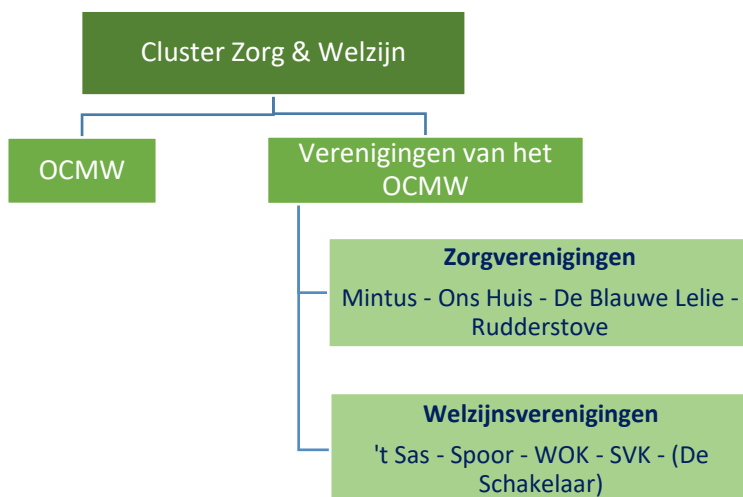 Cluster Zorg & Welzijn
OCMW
Verenigingen van het
OCMW
Zorgverenigingen
Mintus - Ons Huis - De Blauwe Lelie -
Rudderstove
Welzijnsverenigingen
't Sas - Spoor - WOK - SVK - (De
Schakelaar)